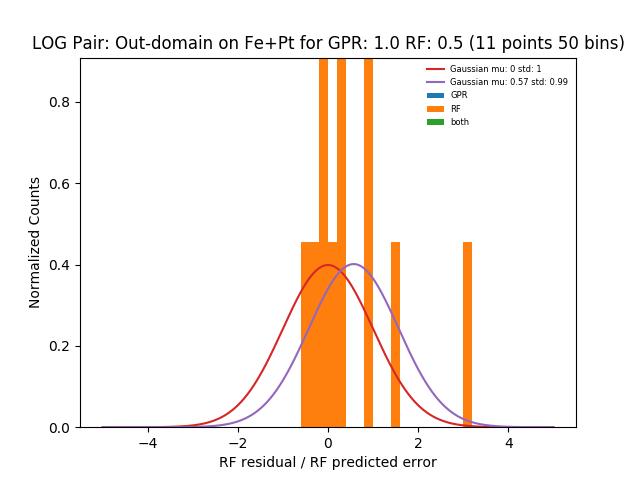 LOG Pair: Out-domain on Fe+Pt for GPR: 1.0 RF: 0.5 (11 points 50 bins)
Gaussian mu: 0 std: 1
Gaussian mu: 0.57 std: 0.99
GPR
RF
both
Normalized Counts
0.8
0.6
0.4
0.2
0.0
−4
−2
0
2
4
RF residual / RF predicted error